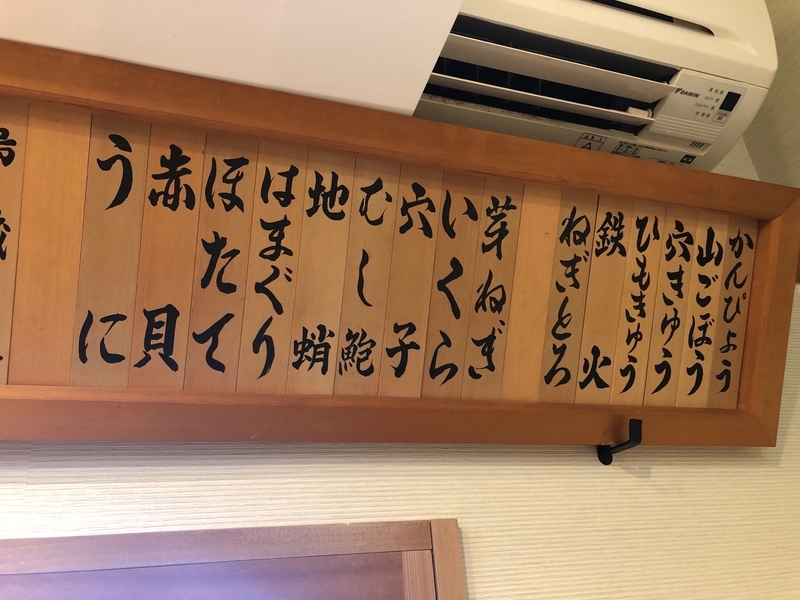 かんぴょう
山ごぼう
穴きゅう
ひもきゅう
鉄火
ねぎとろ
芽ねぎ
いくら
穴子
むし鮑
地蛸
はまぐり
ほたて
赤貝
うに
DAIKIN
A